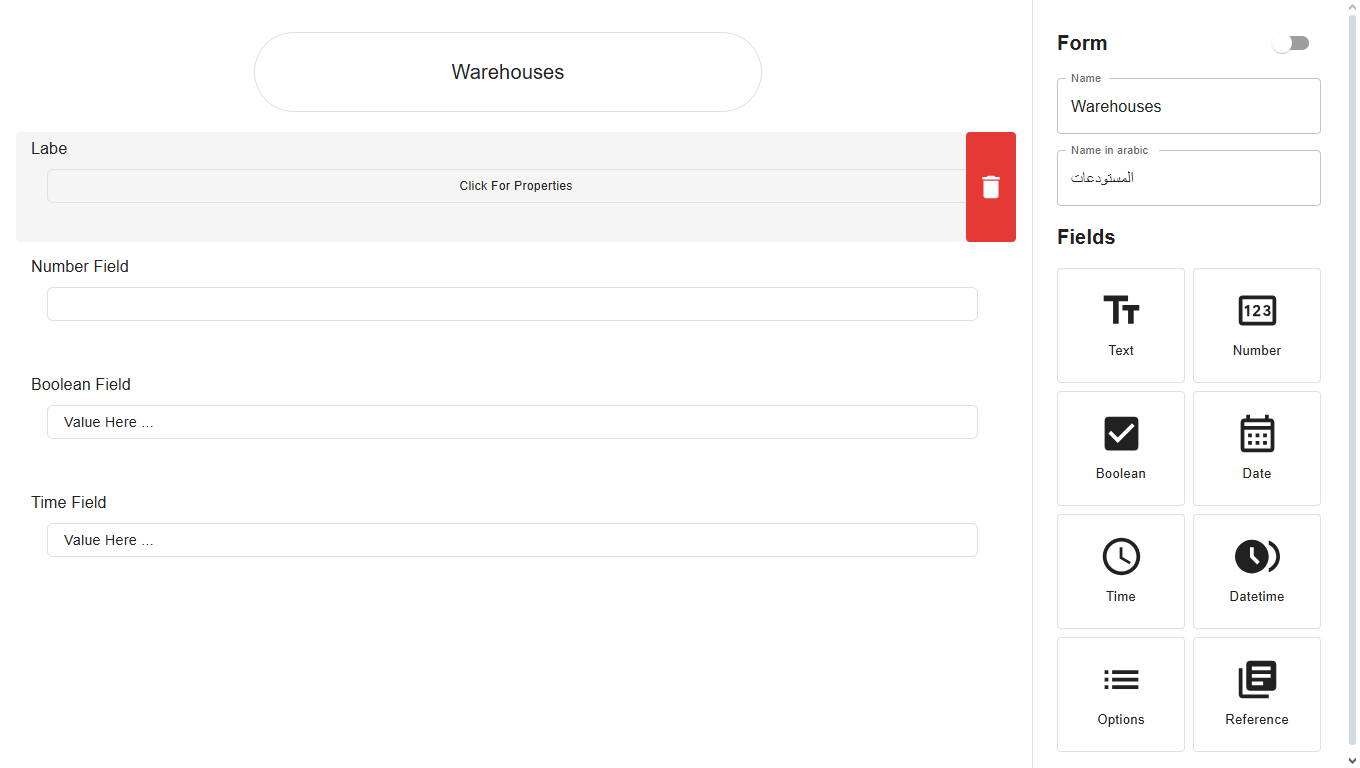 Warehouses
Labe
Click For Properties
Number Field
Boolean Field
Value Here ...
Time Field
Value Here ...
Form
Name
Warehouses
Name in arabic
المستودعات
Fields
Text
123
Number
Boolean
Date
Time
Datetime
Options
Reference